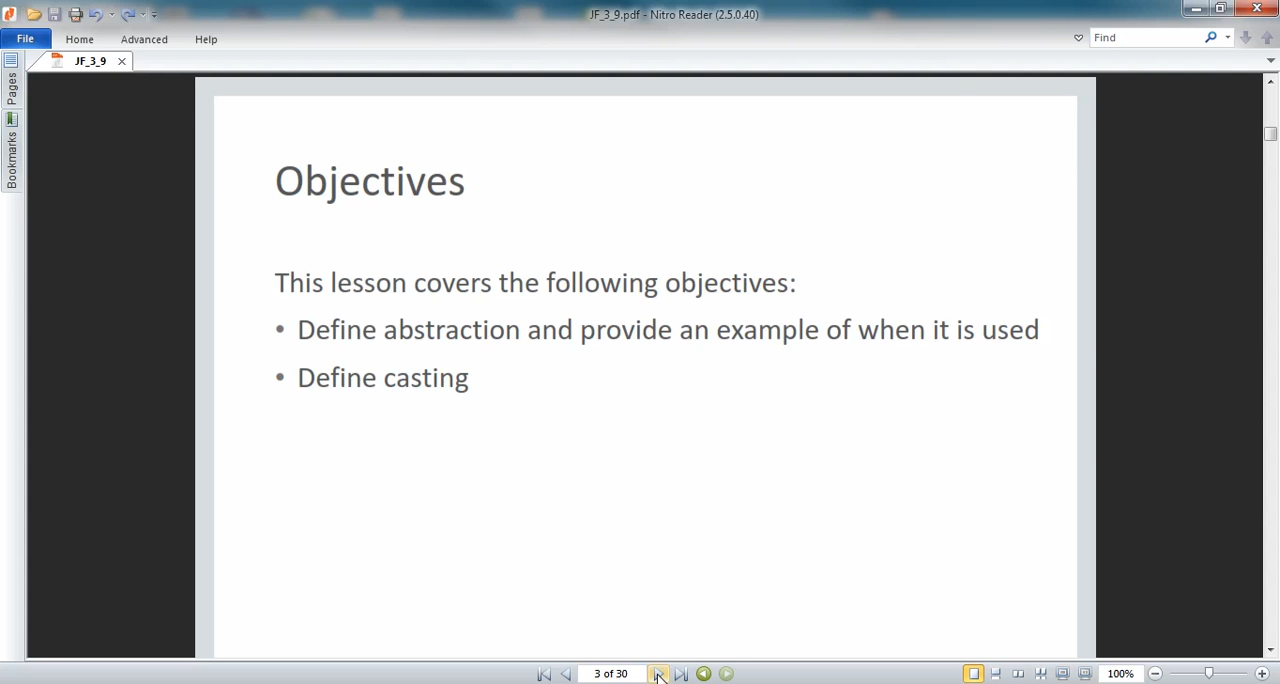 JF_3_9.pdf - Nitro Reader (2.5.0.40)
File Home Advanced Help Find
JF_3_9
Pages
Bookmarks
Objectives
This lesson covers the following objectives:
• Define abstraction and provide an example of when it is used
• Define casting
3 of 30 100%